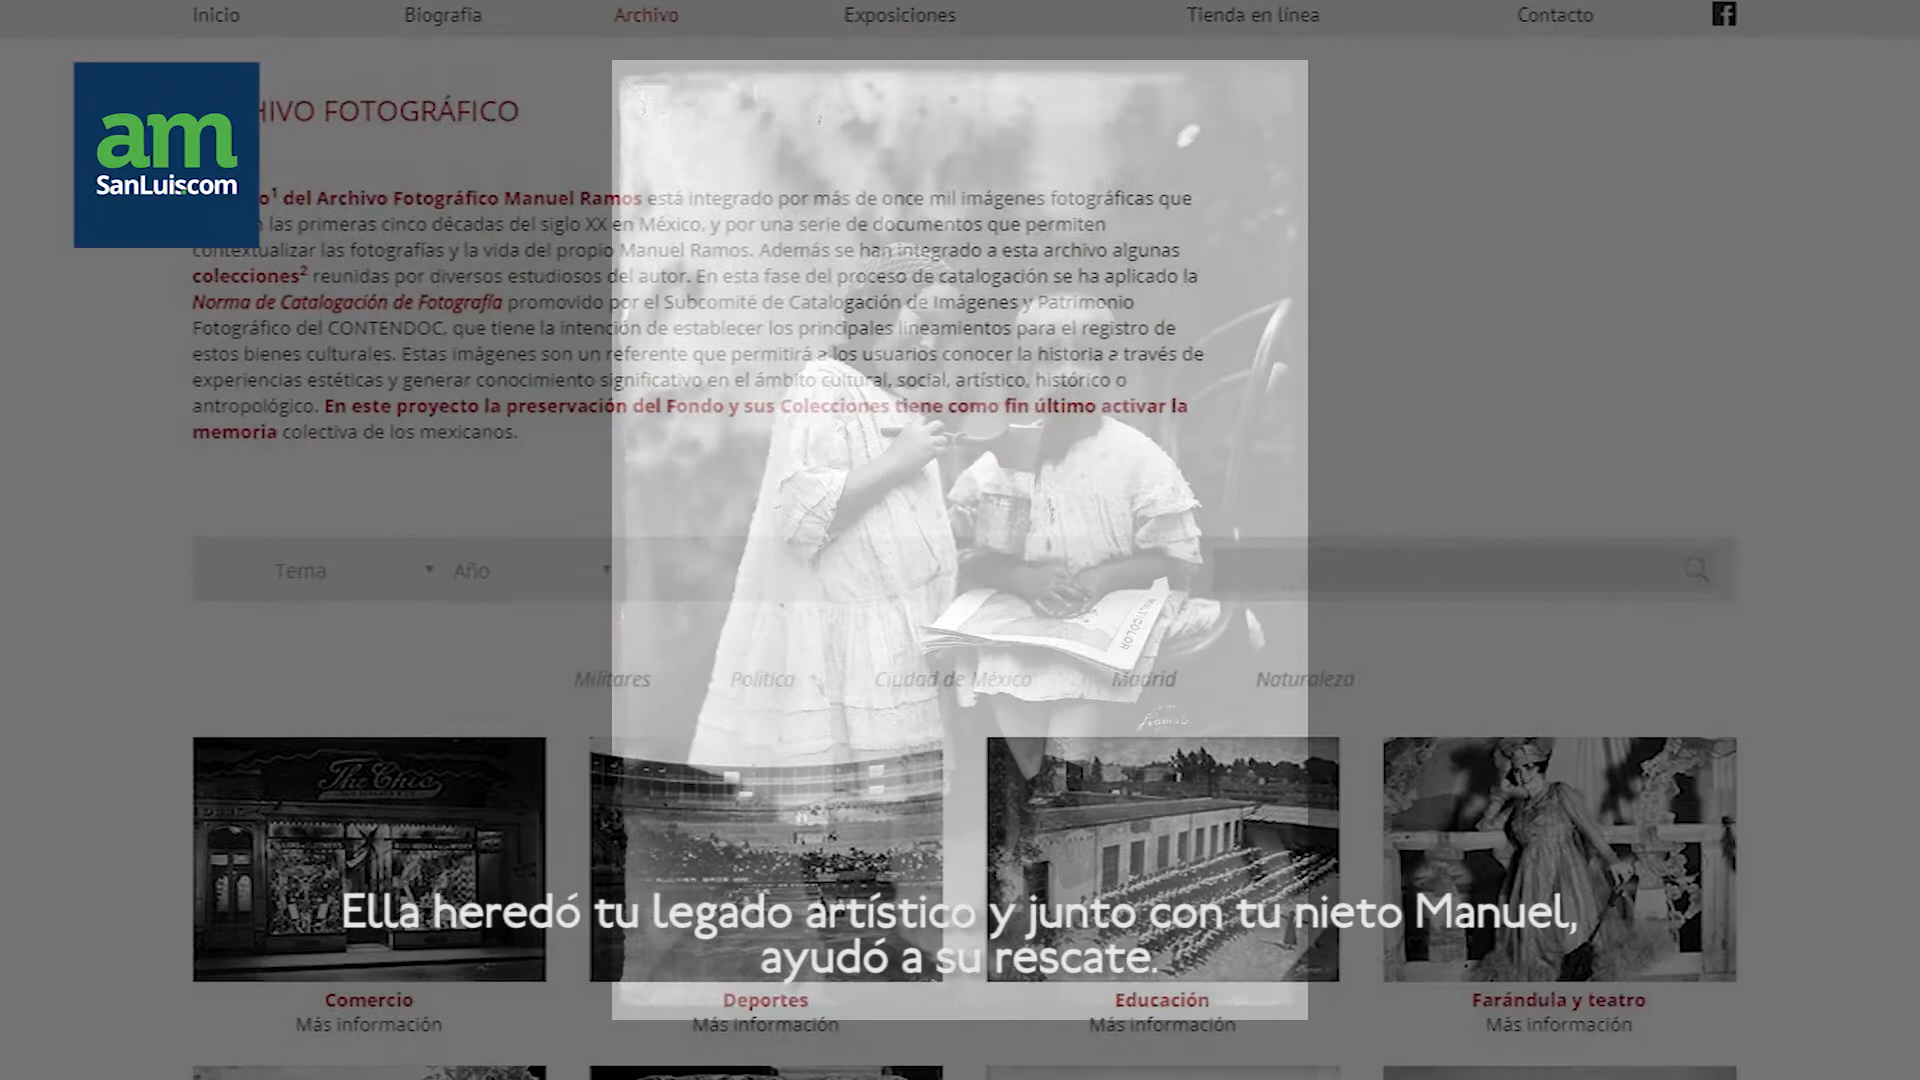 Inicio
Biografía
Archivo
Exposiciones
Tienda en línea
Contacto
am
SanLuis.com
HIVO FOTOGRÁFICO
del Archivo Fotográfico Manuel Ramos está integrado por más de once mil imágenes fotográficas que
las primeras cinco décadas del siglo XX en México, y por una serie de documentos que permiten
contextualizar las fotografías y la vida del propio Manuel Ramos. Además se han integrado a esta archivo algunas
colecciones² reunidas por diversos estudiosos del autor. En esta fase del proceso de catalogación se ha aplicado la
Norma de Catalogación de Fotografía promovido por el Subcomité de Catalogación de Imágenes y Patrimonio
Fotográfico del CONTENDOC, que tiene la intención de establecer los principales lineamientos para el registro de
estos bienes culturales. Estas imágenes son un referente que permitirá a los usuarios conocer la historia a través de
experiencias estéticas y generar conocimiento significativo en el ámbito cultural, social, artístico, histórico o
antropológico. En este proyecto la preservación del Fondo y sus Colecciones tiene como fin último activar la
memoria colectiva de los mexicanos.
Tema
Año
MULTICOLOR
Militares
Política
Ciudad de México
Madrid
Naturaleza
Ramos
The Chic
Ella heredó tu legado artístico y junto con tu nieto Manuel,
ayudó a su rescate.
Comercio
Más información
Deportes
Más información
Educación
Más información
Farándula y teatro
Más información